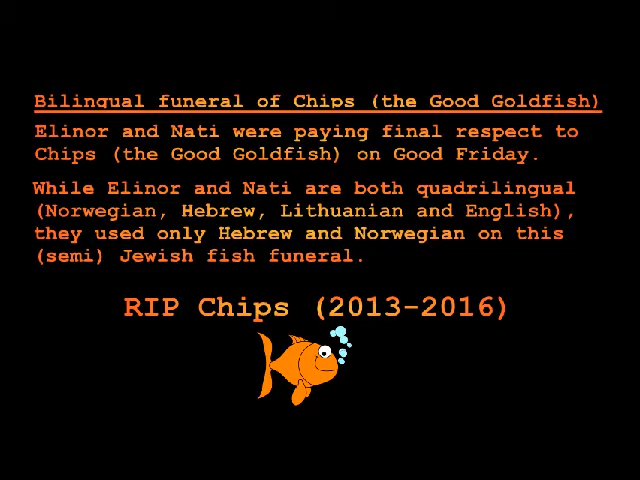 Bilingual funeral of Chips (the Good Goldfish)
Elinor and Nati were paying final respect to
Chips (the Good Goldfish) on Good Friday.
While Elinor and Nati are both quadrilingual
(Norwegian, Hebrew, Lithuanian and English),
they used only Hebrew and Norwegian on this
(semi) Jewish fish funeral.
RIP Chips (2013-2016)